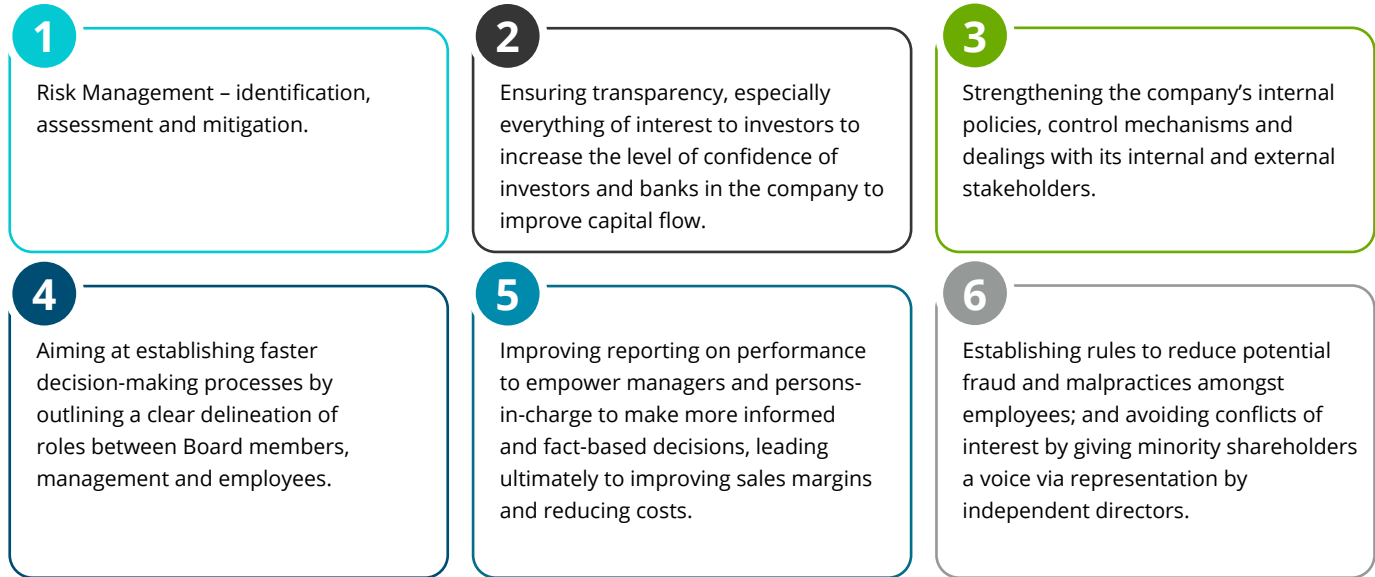 1
Risk Management – identification,
assessment and mitigation.
2
Ensuring transparency, especially
everything of interest to investors to
increase the level of confidence of
investors and banks in the company to
improve capital flow.
3
Strengthening the company’s internal
policies, control mechanisms and
dealings with its internal and external
stakeholders.
4
Aiming at establishing faster
decision-making processes by
outlining a clear delineation of
roles between Board members,
management and employees.
5
Improving reporting on performance
to empower managers and persons-
in-charge to make more informed
and fact-based decisions, leading
ultimately to improving sales margins
and reducing costs.
6
Establishing rules to reduce potential
fraud and malpractices amongst
employees; and avoiding conflicts of
interest by giving minority shareholders
a voice via representation by
independent directors.